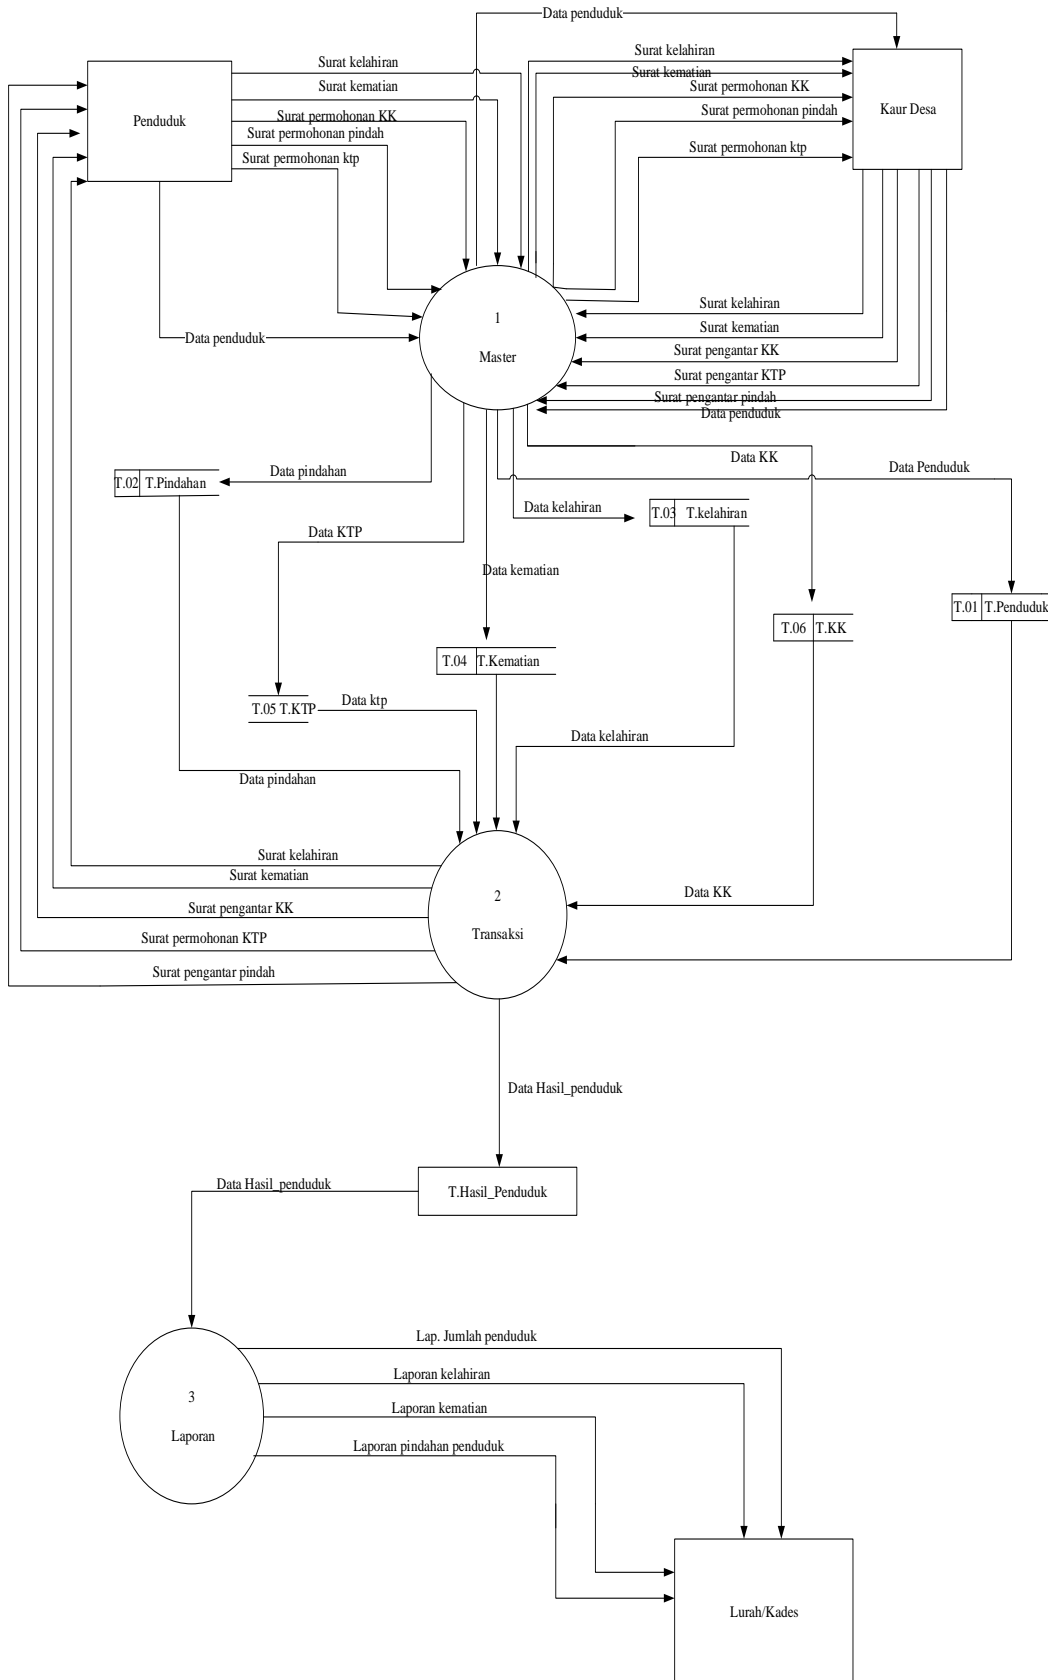 Data penduduk
Surat kelahiran
Surat kematian
Surat permohonan KK
Surat permohonan pindah
Surat permohonan ktp
Penduduk
Surat kelahiran
Surat kematian
Surat permohonan KK
Surat permohonan pindah
Surat permohonan ktp
Kaur Desa
1
Master
Data penduduk
Surat kelahiran
Surat kematian
Surat pengantar KK
Surat pengantar KTP
Surat pengantar pindah
Data penduduk
Data KK
Data Penduduk
Data pindahan
T.02 T.Pindahan
Data kelahiran
T.03 T.kelahiran
Data KTP
Data kematian
T.01 T.Penduduk
T.06 T.KK
T.04 T.Kematian
T.05 T.KTP
Data ktp
Data kelahiran
Data pindahan
Surat kelahiran
Surat kematian
Surat pengantar KK
Surat permohonan KTP
Surat pengantar pindah
2
Transaksi
Data KK
Data Hasil_penduduk
Data Hasil_penduduk
T.Hasil_Penduduk
3
Laporan
Lap. Jumlah penduduk
Laporan kelahiran
Laporan kematian
Laporan pindahan penduduk
Lurah/Kades